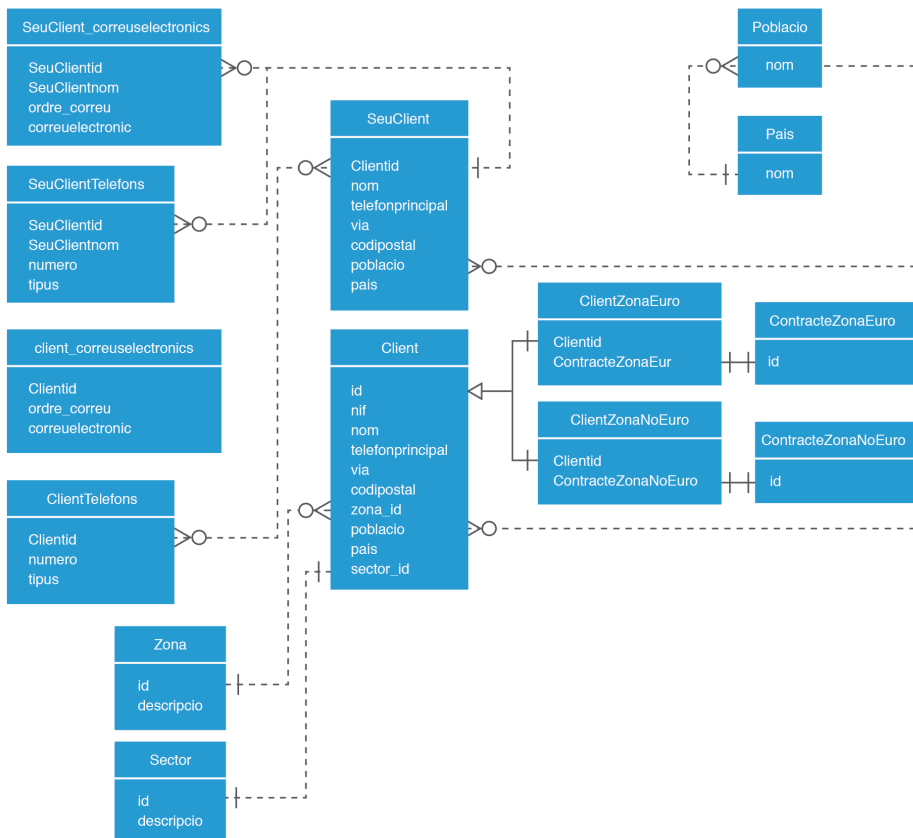 SeuClient_correuselectronics
SeuClientid
SeuClientnom
ordre_correu
correuelectronic
Poblacio
nom
SeuClient
Clientid
nom
telefonprincipal
via
codipostal
poblacio
pais
Pais
nom
SeuClientTelefons
SeuClientid
SeuClientnom
numero
tipus
ClientZonaEuro
Clientid
ContracteZonaEur
ContracteZonaEuro
id
client_correuselectronics
Clientid
ordre_correu
correuelectronic
Client
id
nif
nom
telefonprincipal
via
codipostal
zona_id
poblacio
pais
sector_id
ClientZonaNoEuro
Clientid
ContracteZonaNoEuro
ContracteZonaNoEuro
id
ClientTelefons
Clientid
numero
tipus
Zona
id
descripcio
Sector
id
descripcio